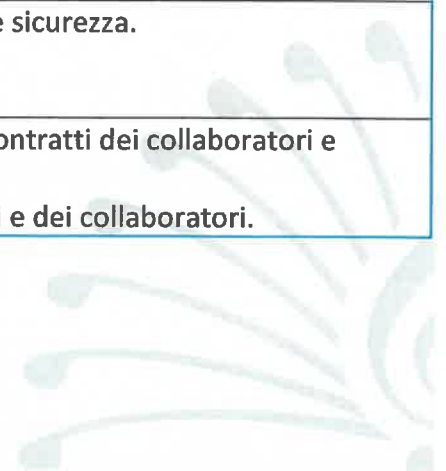 e sicurezza.
ontratti dei collaboratori e
i e dei collaboratori.